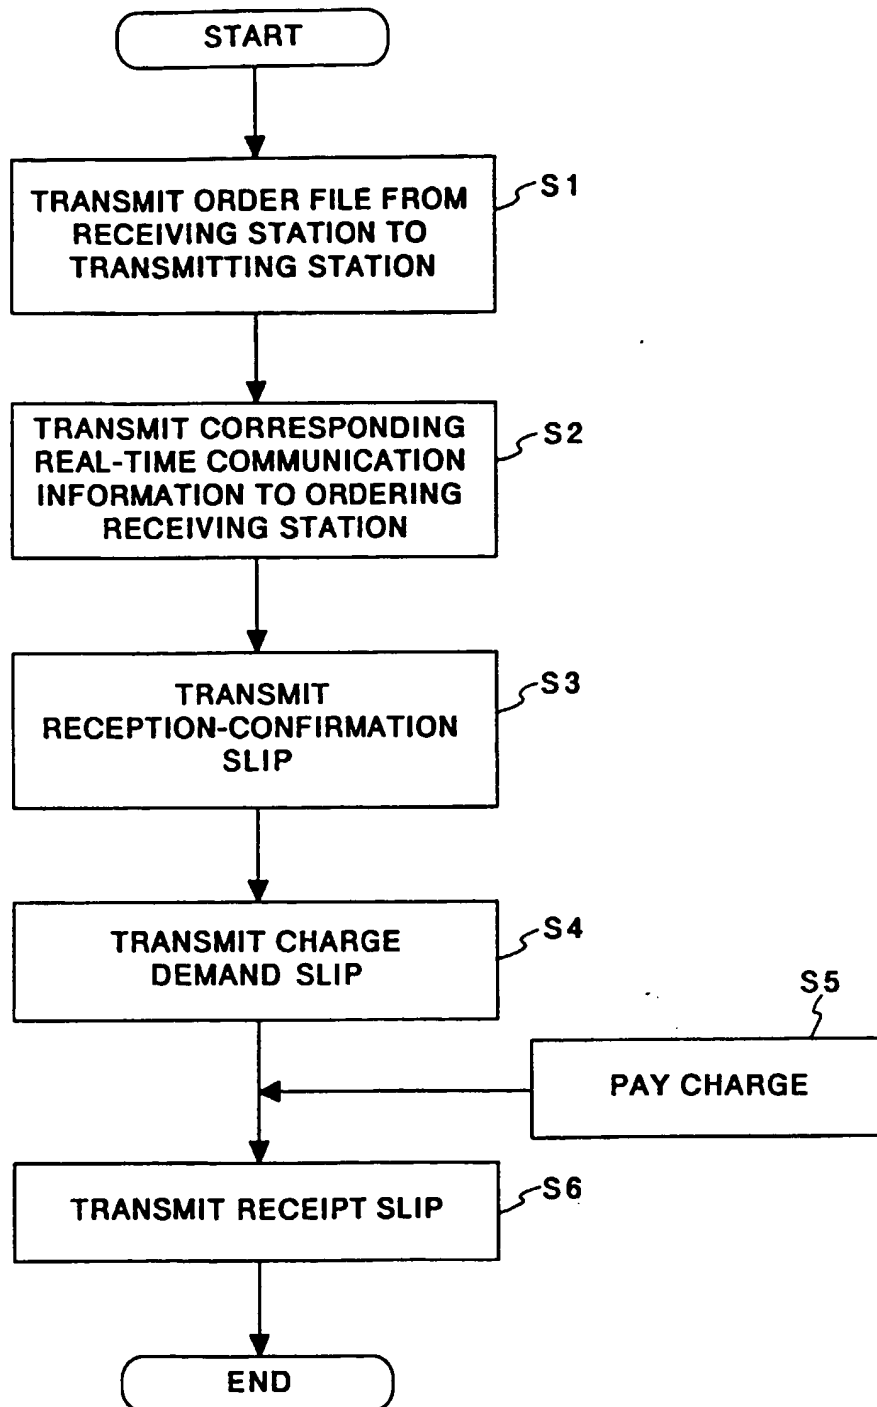 START
TRANSMIT ORDER FILE FROM
RECEIVING STATION TO
TRANSMITTING STATION
S1
TRANSMIT CORRESPONDING
REAL-TIME COMMUNICATION
INFORMATION TO ORDERING
RECEIVING STATION
S2
TRANSMIT
RECEPTION-CONFIRMATION
SLIP
S3
TRANSMIT CHARGE
DEMAND SLIP
S4
S5
PAY CHARGE
TRANSMIT RECEIPT SLIP
S6
END